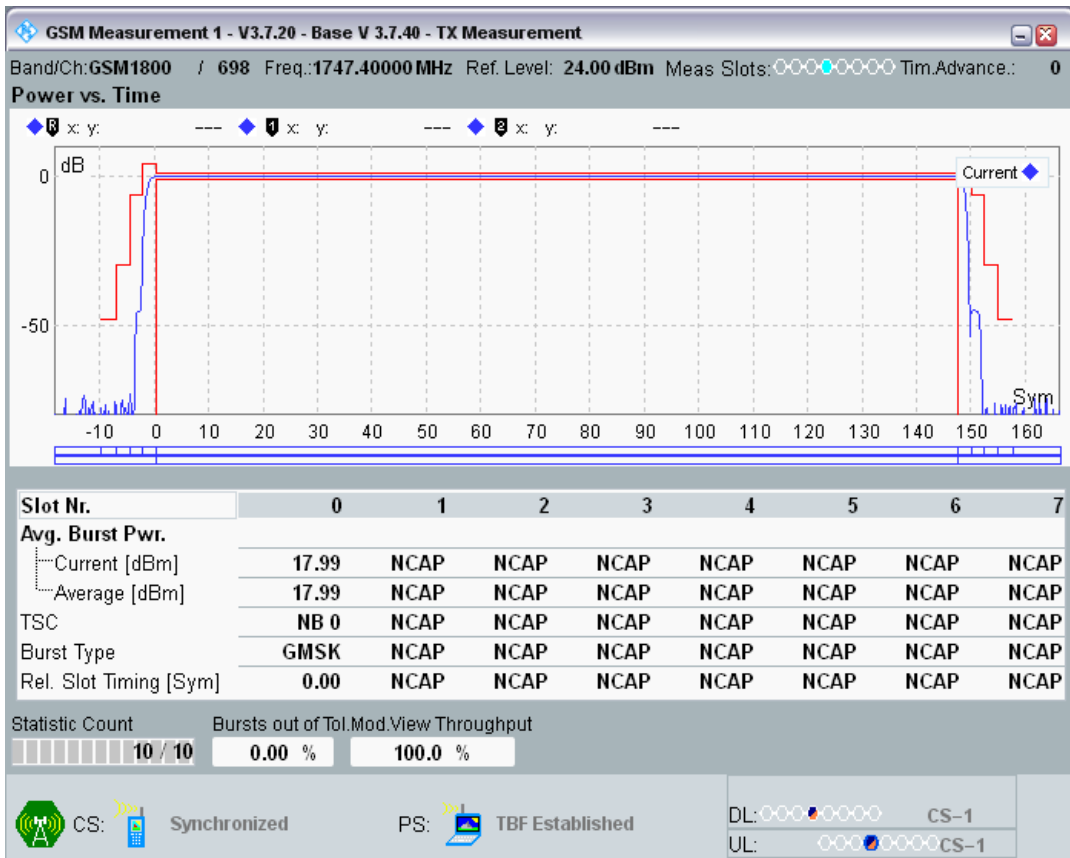 GSM Measurement 1 - V3.7.20 - Base V 3.7.40 - TX Measurement
Band/Ch:GSM1800 / 698 Freq.:1747.40000 MHz Ref. Level: 24.00 dBm Meas Slots: Tim.Advance.: 0
Power vs. Time
R x: y: --- 1 x: y: --- 2 x: y: ---
dB
Current
0
-50
Sym
-10 0 10 20 30 40 50 60 70 80 90 100 110 120 130 140 150 160
Slot Nr. 0 1 2 3 4 5 6 7
Avg. Burst Pwr.
Current [dBm] 17.99 NCAP NCAP NCAP NCAP NCAP NCAP NCAP
Average [dBm] 17.99 NCAP NCAP NCAP NCAP NCAP NCAP NCAP
TSC NB 0 NCAP NCAP NCAP NCAP NCAP NCAP NCAP
Burst Type GMSK NCAP NCAP NCAP NCAP NCAP NCAP NCAP
Rel. Slot Timing [Sym] 0.00 NCAP NCAP NCAP NCAP NCAP NCAP NCAP
Statistic Count Bursts out of Tol.Mod.View Throughput
10 / 10 0.00 % 100.0 %
CS: Synchronized PS: TBF Established
DL: CS-1
UL: CS-1